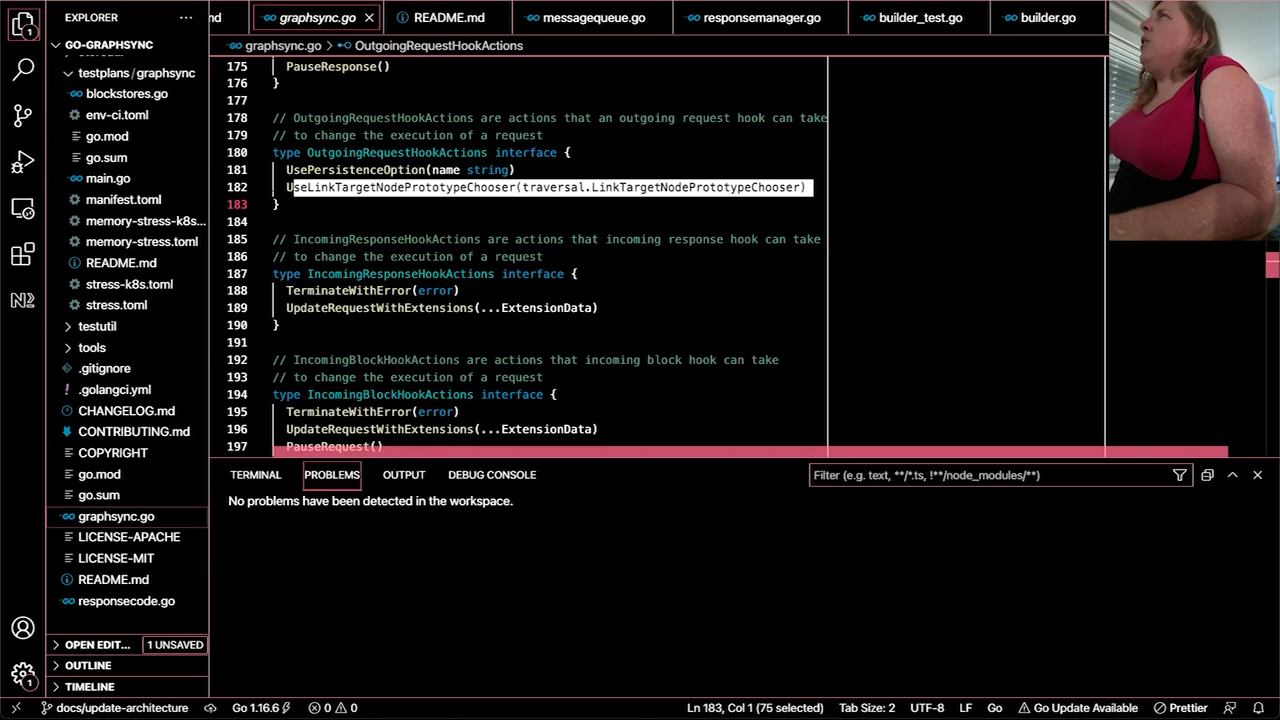 EXPLORER
GO-GRAPHSYNC
testplans/graphsync
blockstores.go
env-ci.toml
go.mod
go.sum
main.go
manifest.toml
memory-stress-k8s...
memory-stress.toml
README.md
stress-k8s.toml
stress.toml
testutil
tools
.gitignore
.golangci.yml
CHANGELOG.md
CONTRIBUTING.md
COPYRIGHT
go.mod
go.sum
graphsync.go
LICENSE-APACHE
LICENSE-MIT
README.md
responsecode.go
OPEN EDIT... 1 UNSAVED
OUTLINE
TIMELINE
nd graphsync.go README.md messagequeue.go responsemanager.go builder_test.go builder.go
graphsync.go > OutgoingRequestHookActions
175 PauseResponse()
176 }
177
178 // OutgoingRequestHookActions are actions that an outgoing request hook can take
179 // to change the execution of a request
180 type OutgoingRequestHookActions interface {
181 UsePersistenceOption(name string)
182 UseLinkTargetNodePrototypeChooser(traversal.LinkTargetNodePrototypeChooser)
183 }
184
185 // IncomingResponseHookActions are actions that incoming response hook can take
186 // to change the execution of a request
187 type IncomingResponseHookActions interface {
188 TerminateWithError(error)
189 UpdateRequestWithExtensions(...ExtensionData)
190 }
191
192 // IncomingBlockHookActions are actions that incoming block hook can take
193 // to change the execution of a request
194 type IncomingBlockHookActions interface {
195 TerminateWithError(error)
196 UpdateRequestWithExtensions(...ExtensionData)
197 PauseRequest()
TERMINAL PROBLEMS OUTPUT DEBUG CONSOLE Filter (e.g. text, **/*.ts, !**/node_modules/**)
No problems have been detected in the workspace.
docs/update-architecture Go 1.16.6 0 0 Ln 183, Col 1 (75 selected) Tab Size: 2 UTF-8 LF Go Go Update Available Prettier